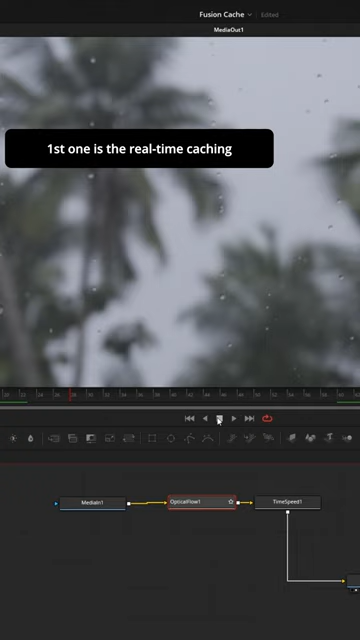 Fusion Cache
Edited
MediaOut1
1st one is the real-time caching
MediaIn1
OpticalFlow1
TimeSpeed1